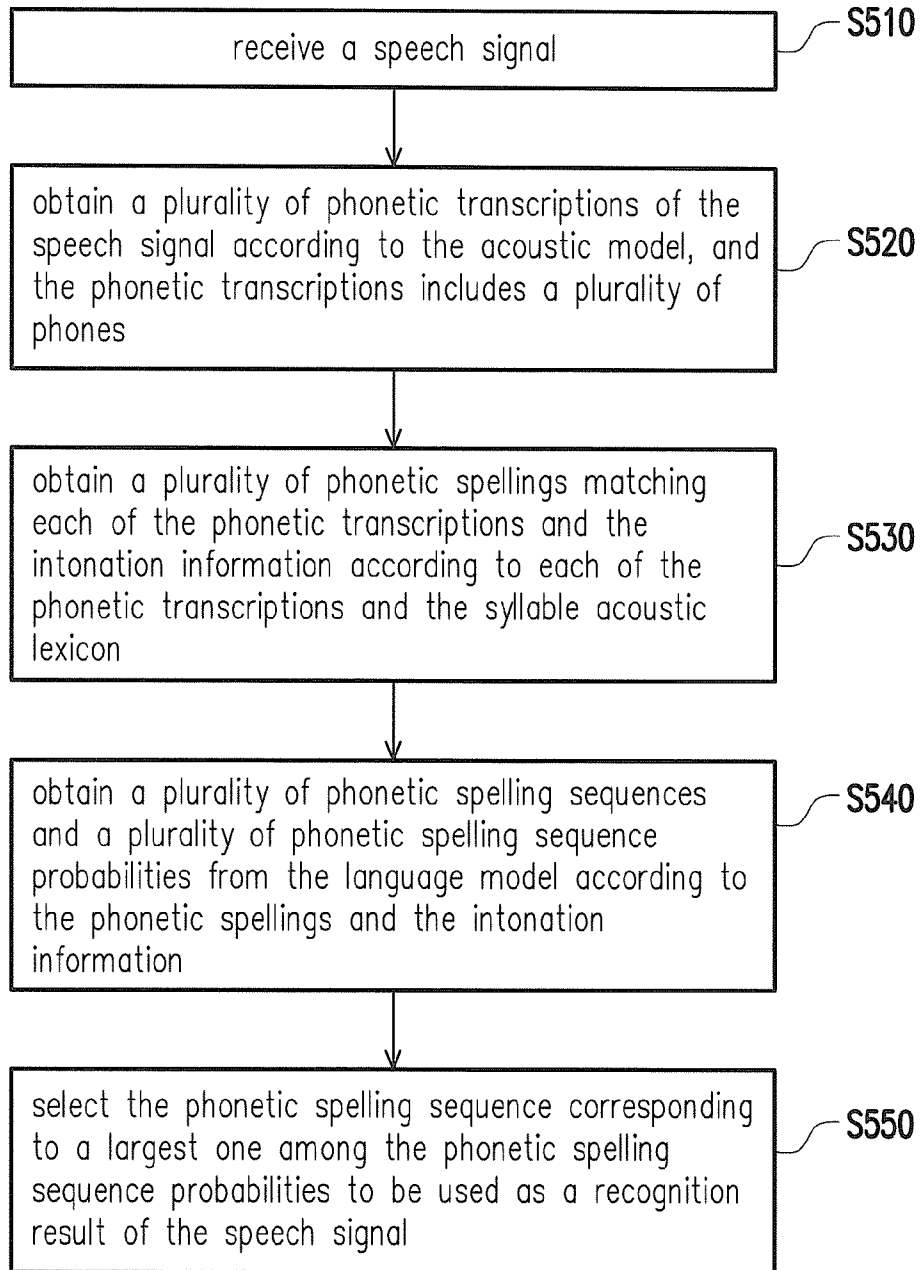 receive a speech signal
S510
obtain a plurality of phonetic transcriptions of the
speech signal according to the acoustic model, and
the phonetic transcriptions includes a plurality of
phones
S520
obtain a plurality of phonetic spellings matching
each of the phonetic transcriptions and the
intonation information according to each of the
phonetic transcriptions and the syllable acoustic
lexicon
S530
obtain a plurality of phonetic spelling sequences
and a plurality of phonetic spelling sequence
probabilities from the language model according to
the phonetic spellings and the intonation
information
S540
select the phonetic spelling sequence corresponding
to a largest one among the phonetic spelling
sequence probabilities to be used as a recognition
result of the speech signal
S550